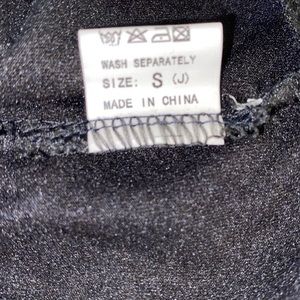 WASH SEPARATELY
SIZE: S (J)
MADE IN CHINA